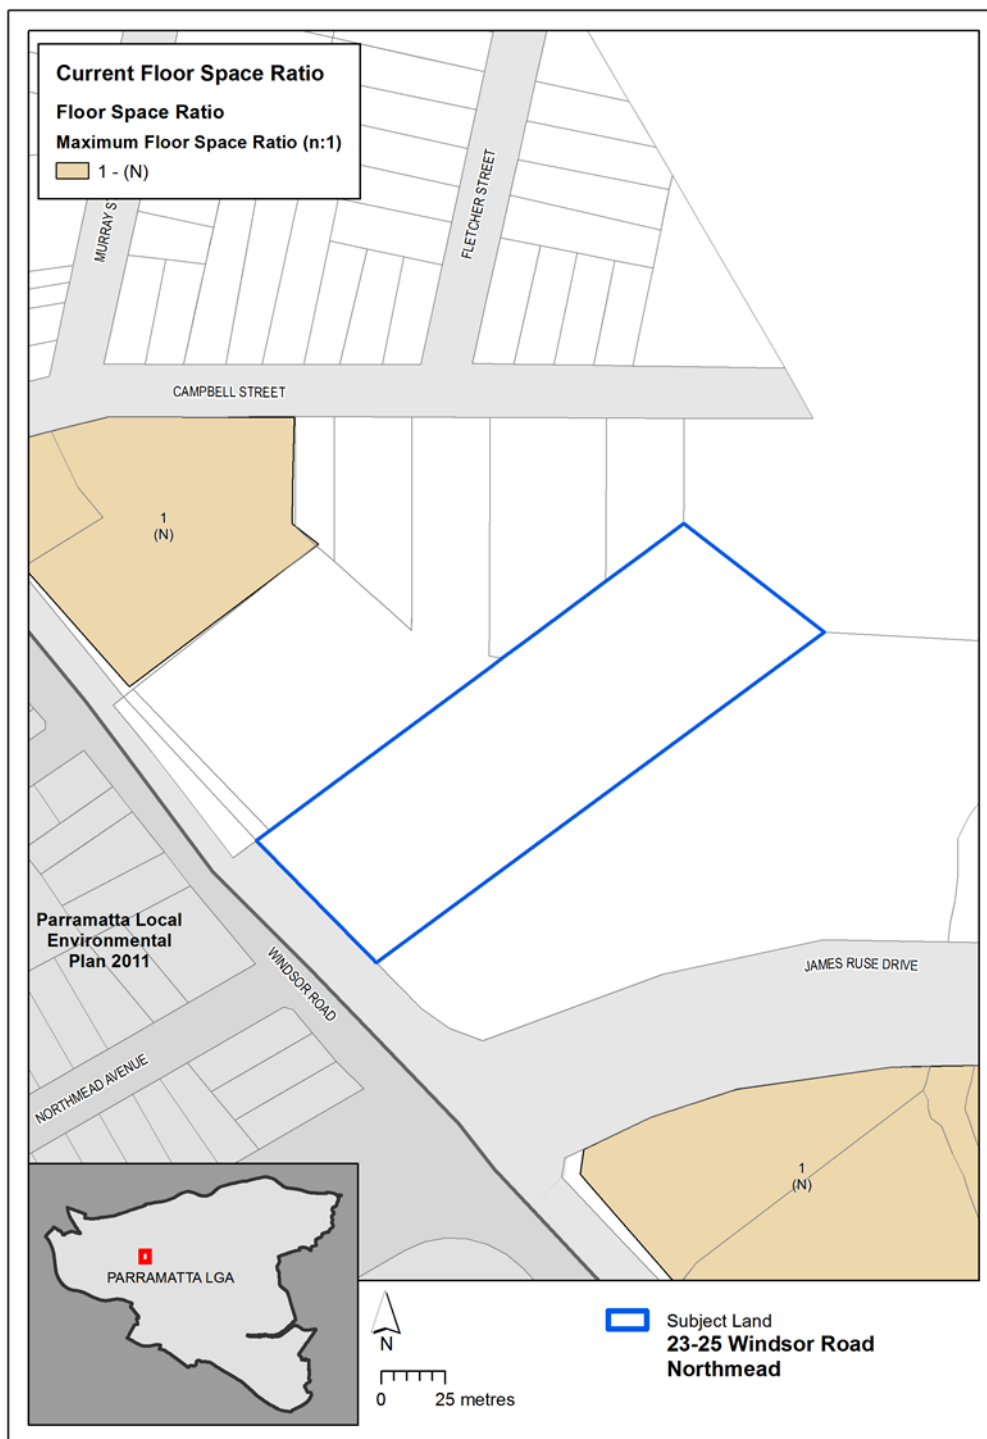 Current Floor Space Ratio
Floor Space Ratio
Maximum Floor Space Ratio (n:1)
1 - (N)
MURRAY ST
FLETCHER STREET
CAMPBELL STREET
1
(N)
Parramatta Local
Environmental
Plan 2011
WINDSOR ROAD
JAMES RUSE DRIVE
NORTHMEAD AVENUE
1
(N)
PARRAMATTA LGA
N
0 25 metres
Subject Land
23-25 Windsor Road
Northmead